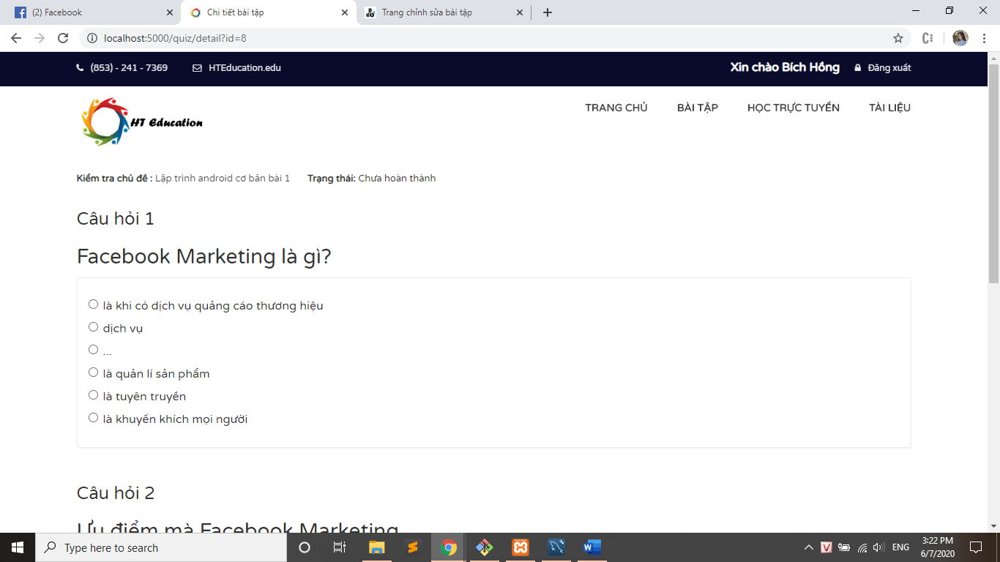 (2) Facebook
Chi tiết bài tập
Trang chỉnh sửa bài tập
localhost:5000/quiz/detail?id=8
(853) - 241 - 7369
HTEducation.edu
Xin chào Bích Hồng
Đăng xuất
HT Education
TRANG CHỦ
BÀI TẬP
HỌC TRỰC TUYẾN
TÀI LIỆU
Kiểm tra chủ đề : Lập trình android cơ bản bài 1
Trạng thái: Chưa hoàn thành
Câu hỏi 1
Facebook Marketing là gì?
là khi có dịch vụ quảng cáo thương hiệu
dịch vụ
...
là quản lí sản phẩm
là tuyên truyền
là khuyến khích mọi người
Câu hỏi 2
Ưu điểm mà Facebook Marketing
Type here to search
ENG
3:22 PM
6/7/2020